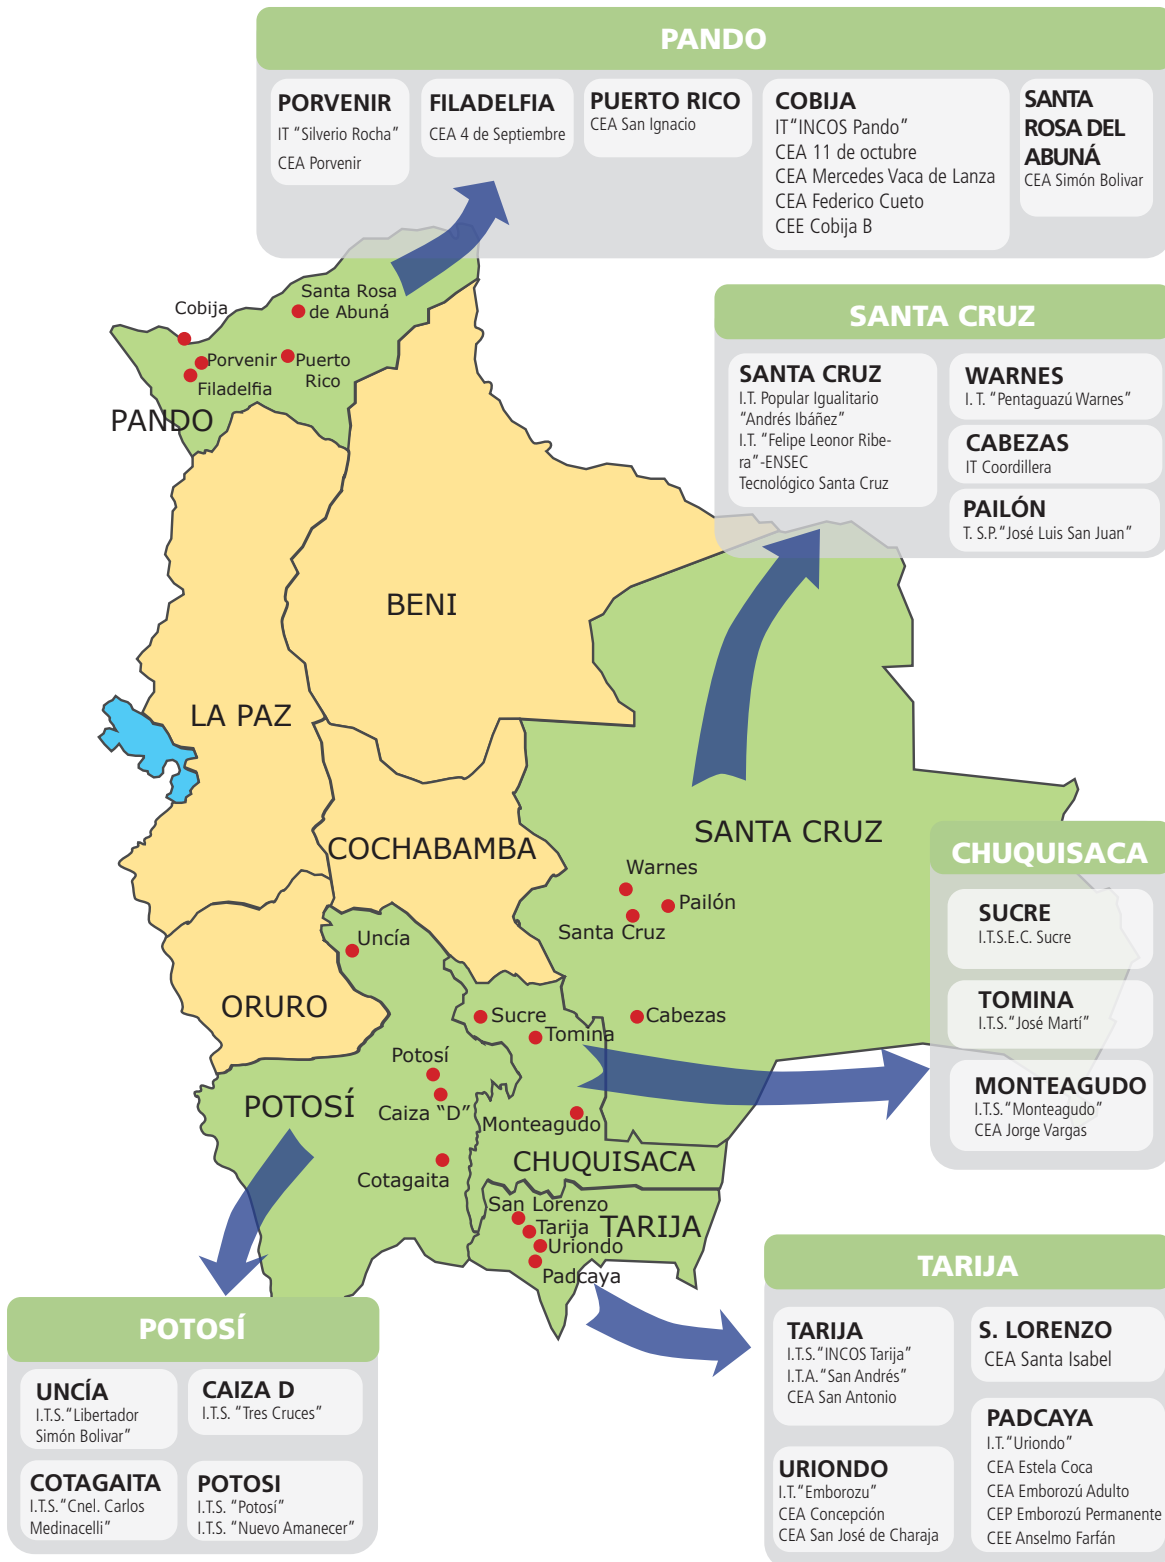 PANDO
PORVENIR
IT "Silverio Rocha"
CEA Porvenir
FILADELFIA
CEA 4 de Septiembre
PUERTO RICO
CEA San Ignacio
COBIJA
IT"INCOS Pando"
CEA 11 de octubre
CEA Mercedes Vaca de Lanza
CEA Federico Cueto
CEE Cobija B
SANTA
ROSA DEL
ABUNÁ
CEA Simón Bolivar
Cobija
Santa Rosa
de Abuná
Porvenir
Puerto
Rico
Filadelfia
PANDO
SANTA CRUZ
SANTA CRUZ
I.T. Popular Igualitario
"Andrés Ibáñez"
I.T. "Felipe Leonor Ribe-
ra"-ENSEC
Tecnológico Santa Cruz
WARNES
I. T. "Pentaguazú Warnes"
CABEZAS
IT Coordillera
PAILÓN
T. S.P."José Luis San Juan"
BENI
LA PAZ
COCHABAMBA
SANTA CRUZ
Warnes
Pailón
Santa Cruz
Uncía
ORURO
Sucre
Tomina
Cabezas
Potosí
Caiza "D"
POTOSÍ
Monteagudo
Cotagaita
CHUQUISACA
San Lorenzo
Tarija
TARIJA
Uriondo
Padcaya
CHUQUISACA
SUCRE
I.T.S.E.C. Sucre
TOMINA
I.T.S."José Martí"
MONTEAGUDO
I.T.S."Monteagudo"
CEA Jorge Vargas
POTOSÍ
UNCÍA
I.T.S."Libertador
Simón Bolivar"
CAIZA D
I.T.S. "Tres Cruces"
COTAGAITA
I.T.S."Cnel. Carlos
Medinacelli"
POTOSI
I.T.S. "Potosí"
I.T.S. "Nuevo Amanecer"
TARIJA
TARIJA
I.T.S."INCOS Tarija"
I.T.A."San Andrés"
CEA San Antonio
S. LORENZO
CEA Santa Isabel
URIONDO
I.T."Emborozu"
CEA Concepción
CEA San José de Charaja
PADCAYA
I.T."Uriondo"
CEA Estela Coca
CEA Emborozú Adulto
CEP Emborozú Permanente
CEE Anselmo Farfán